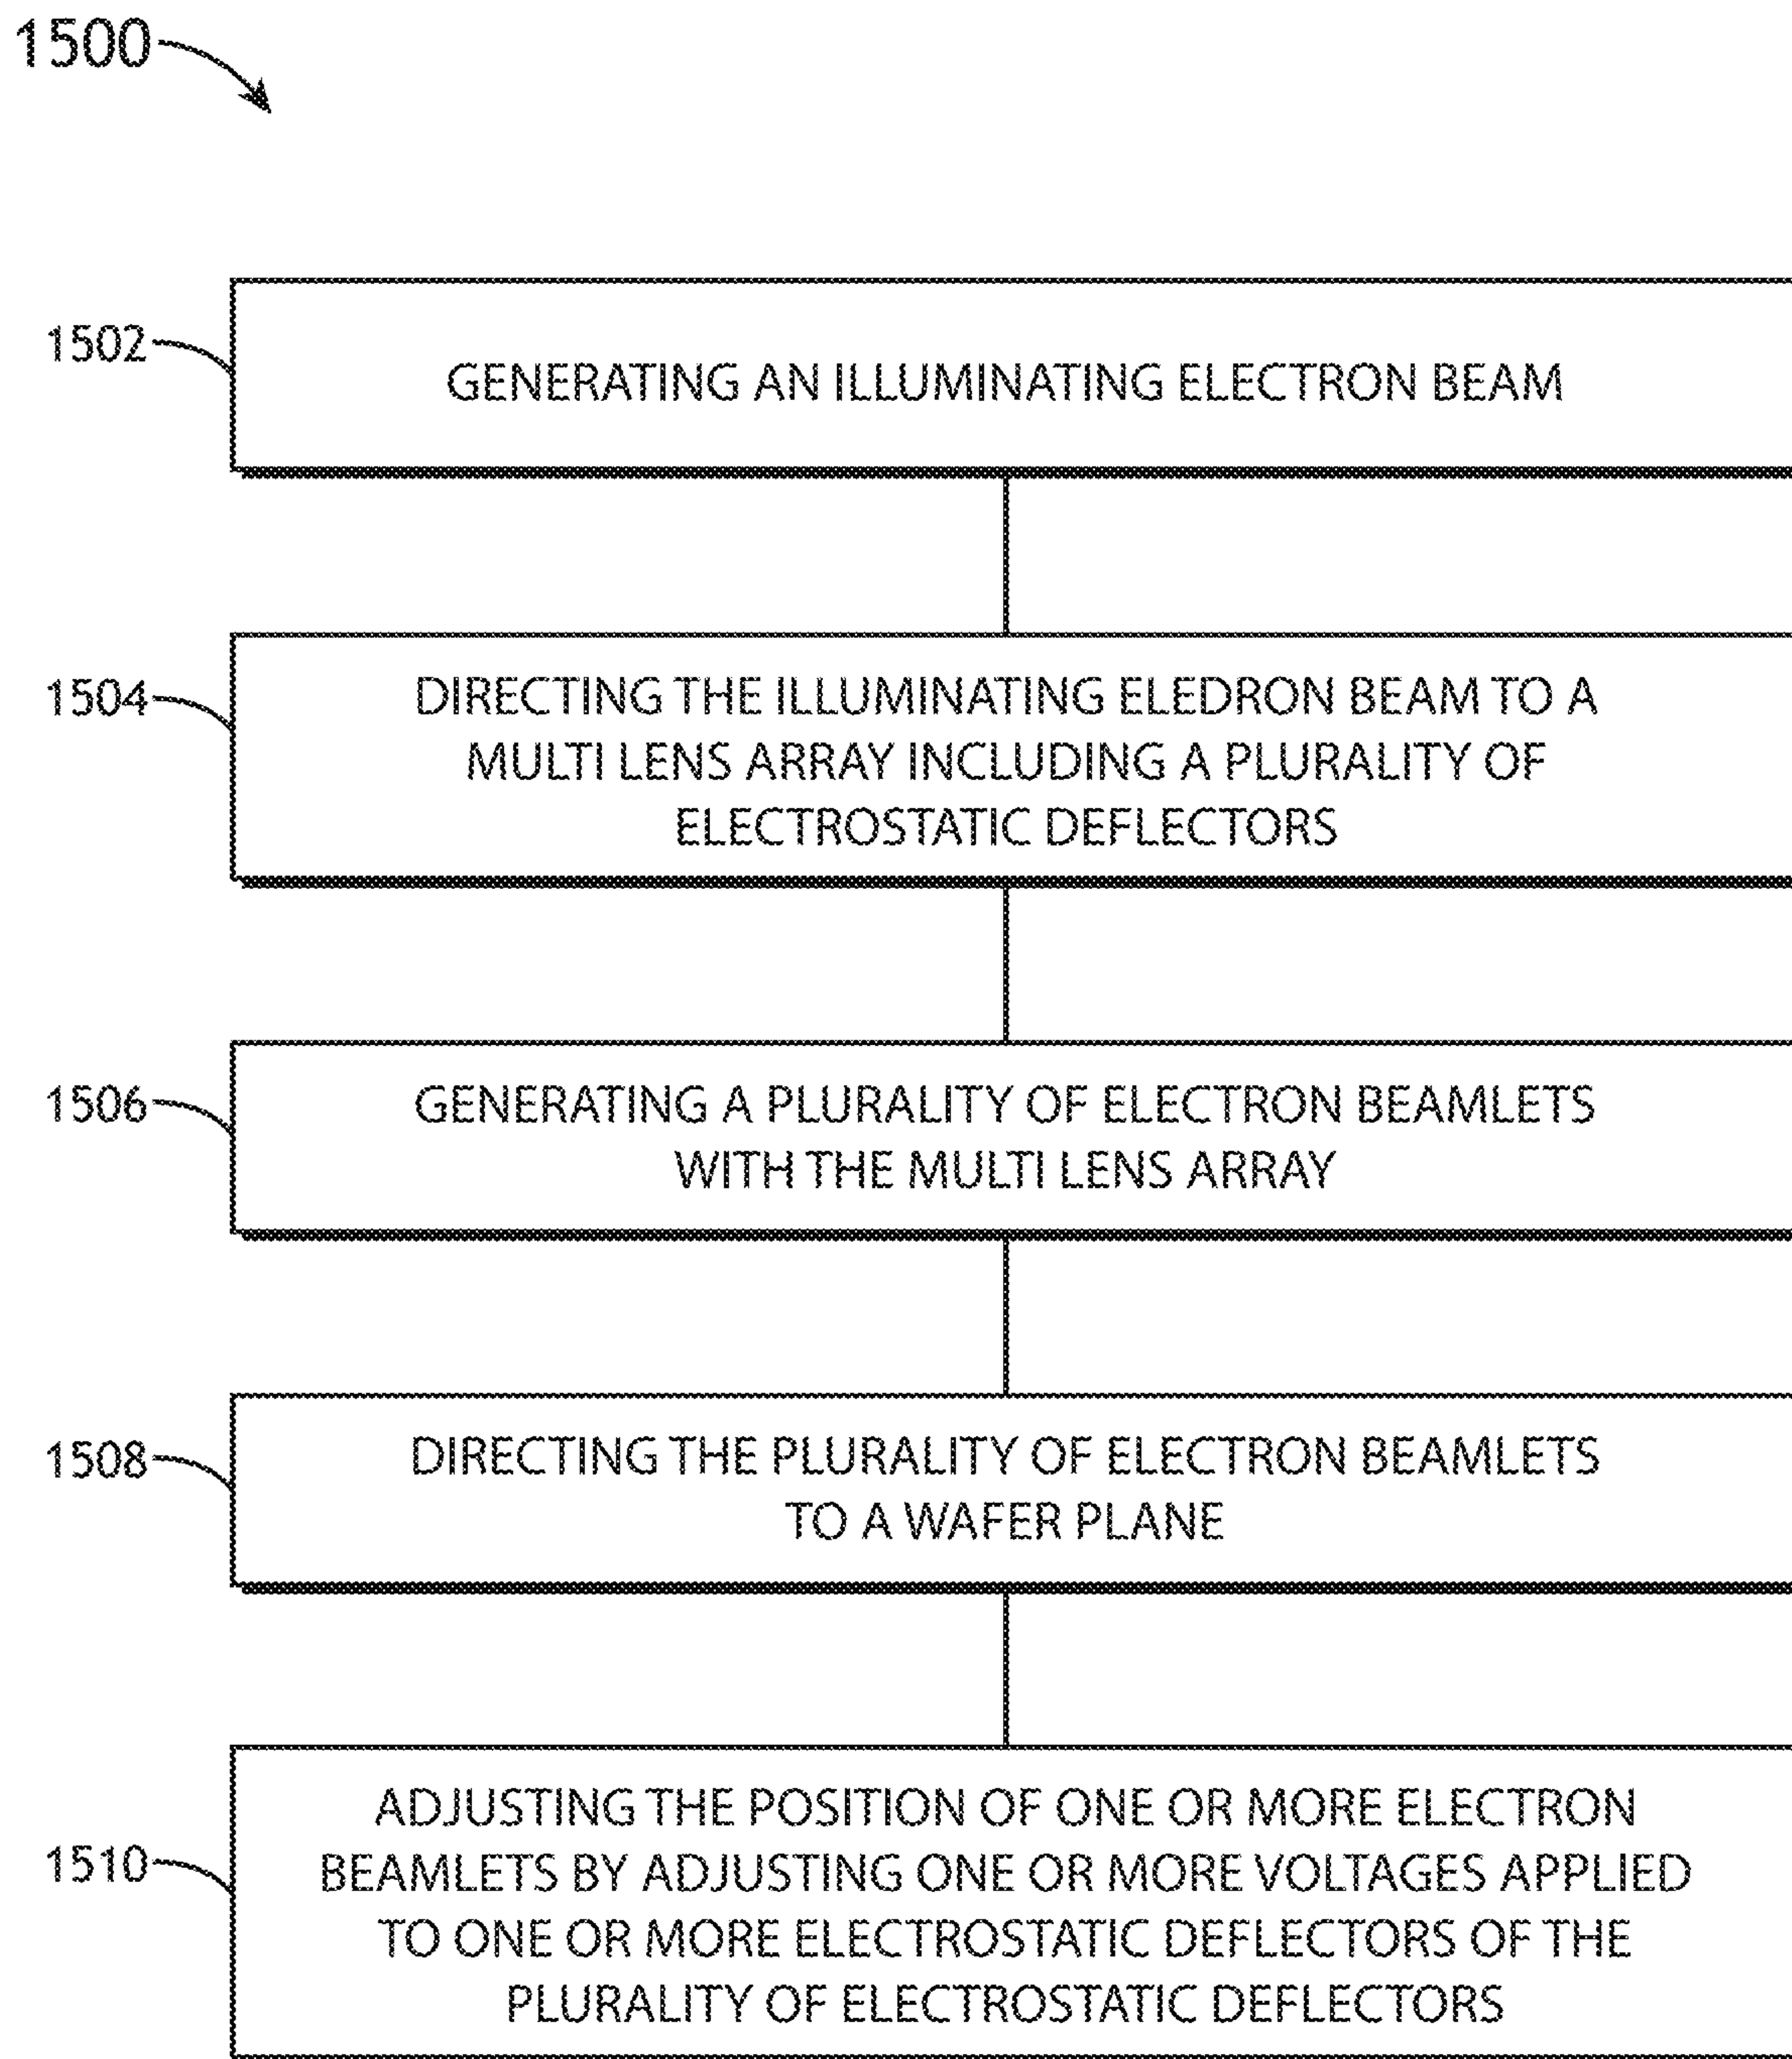 1500
1502
GENERATING AN ILLUMINATING ELECTRON BEAM
1504
DIRECTING THE ILLUMINATING ELEDRON BEAM TO A
MULTI LENS ARRAY INCLUDING A PLURALITY OF
ELECTROSTATIC DEFLECTORS
1506
GENERATING A PLURALITY OF ELECTRON BEAMLETS
WITH THE MULTI LENS ARRAY
1508
DIRECTING THE PLURALITY OF ELECTRON BEAMLETS
TO A WAFER PLANE
1510
ADJUSTING THE POSITION OF ONE OR MORE ELECTRON
BEAMLETS BY ADJUSTING ONE OR MORE VOLTAGES APPLIED
TO ONE OR MORE ELECTROSTATIC DEFLECTORS OF THE
PLURALITY OF ELECTROSTATIC DEFLECTORS